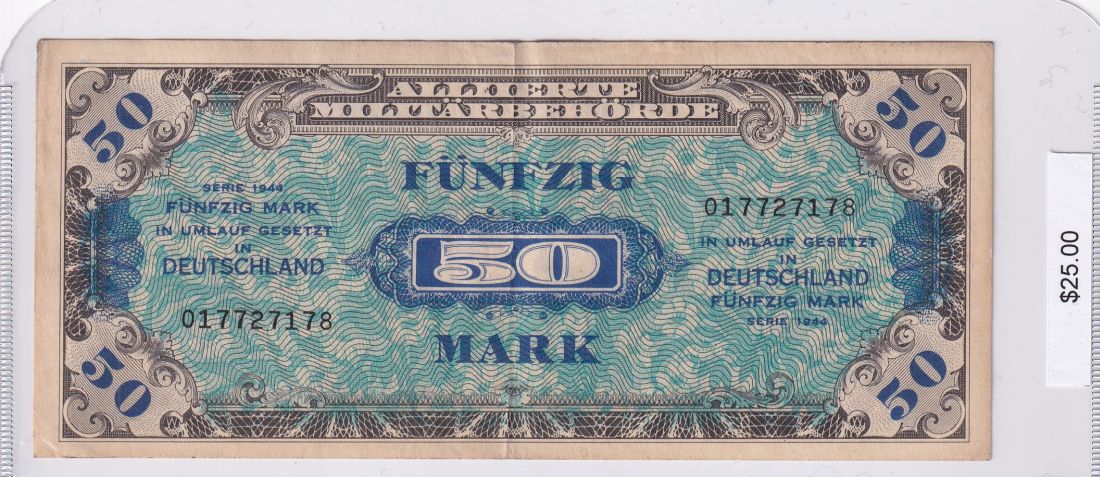 50
ALLIIERTE
MILITÄRBEHÖRDE
50
FÜNFZIG
SERIE 1944
FÜNFZIG MARK
IN UMLAUF GESETZT
IN
DEUTSCHLAND
017727178
50
017727178
IN UMLAUF GESETZT
IN
DEUTSCHLAND
FÜNFZIG MARK
SERIE 1944
MARK
50
50
$25.00